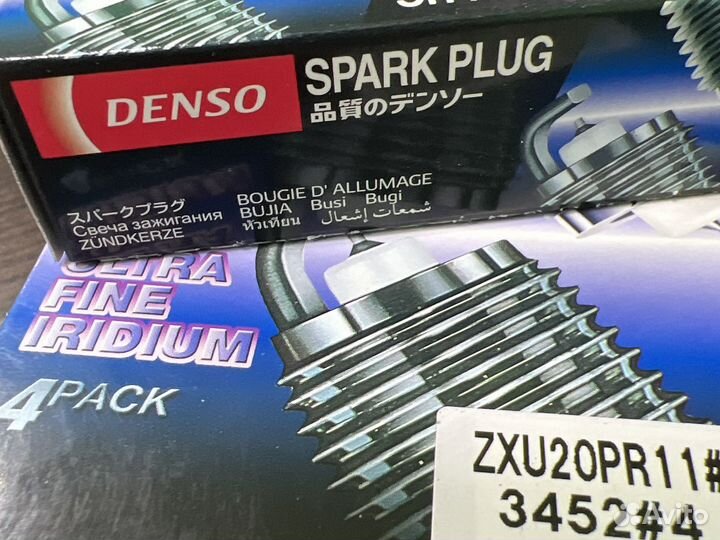 DENSO
SPARK PLUG
品質のデンソー
スパークプラグ
Свеча зажигания
ZÜNDKERZE
BOUGIE D' ALLUMAGE
BUJIA Busi Bugi
หัวเทียน شمعات إشعال
ULTRA
FINE
IRIDIUM
4PACK
ZXU20PR11#
3452#4
Avito